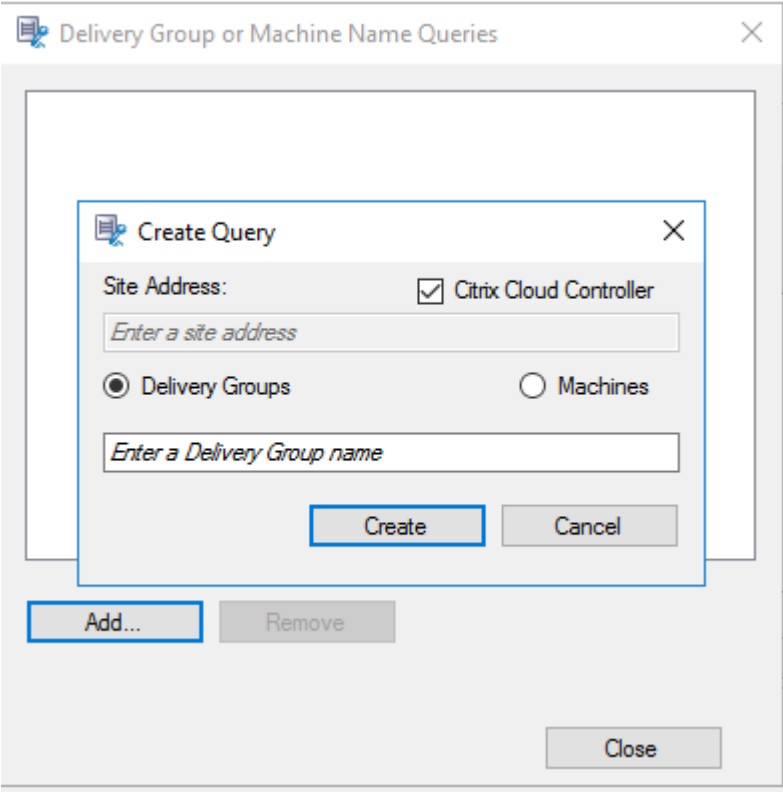 Delivery Group or Machine Name Queries
Create Query
Site Address:
Citrix Cloud Controller
Enter a site address
Delivery Groups
Machines
Enter a Delivery Group name
Create
Cancel
Add...
Remove
Close